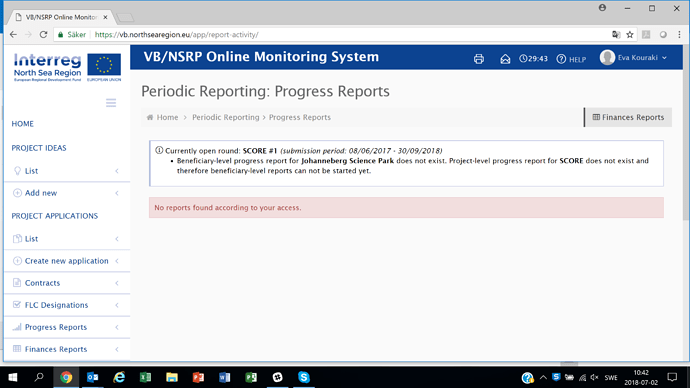 VB/NSRP Online Monitori
Säker
https://vb.northsearegion.eu/app/report-activity/
Interreg
North Sea Region
European Regional Development Fund
EUROPEAN UNION
VB/NSRP Online Monitoring System
29:43
HELP
Eva Kouraki
Periodic Reporting: Progress Reports
Home > Periodic Reporting > Progress Reports
Finances Reports
HOME
PROJECT IDEAS
List
Add new
PROJECT APPLICATIONS
List
Create new application
Contracts
FLC Designations
Progress Reports
Finances Reports
Currently open round: SCORE #1 (submission period: 08/06/2017 - 30/09/2018)
• Beneficiary-level progress report for Johanneberg Science Park does not exist. Project-level progress report for SCORE does not exist and
therefore beneficiary-level reports can not be started yet.
No reports found according to your access.
SWE
10:42
2018-07-02